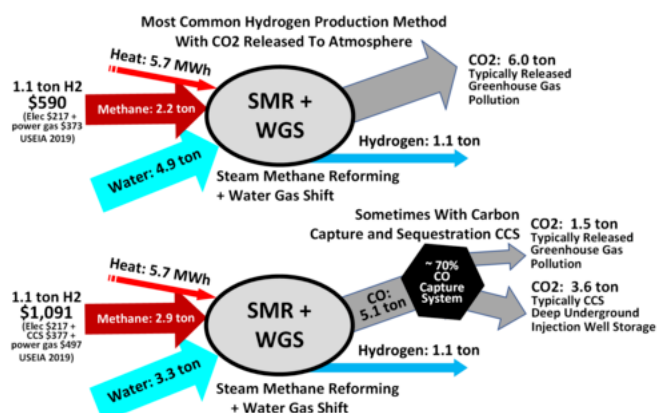 Most Common Hydrogen Production Method
With CO2 Released To Atmosphere
Heat: 5.7 MWh
1.1 ton H2
$590
(Elec $217 +
power gas $373
USEIA 2019)
Methane: 2.2 ton
Water: 4.9 ton
SMR +
WGS
CO2: 6.0 ton
Typically Released
Greenhouse Gas
Pollution
Hydrogen: 1.1 ton
Steam Methane Reforming
+ Water Gas Shift
Sometimes With Carbon
Capture and Sequestration CCS
Heat: 5.7 MWh
1.1 ton H2
$1,091
(Elec $217 +
CCS $377 +
power gas $497
USEIA 2019)
Methane: 2.9 ton
Water: 3.3 ton
SMR +
WGS
CO:
5.1 ton
~ 70%
CO
Capture
System
CO2: 1.5 ton
Typically Released
Greenhouse Gas
Pollution
CO2: 3.6 ton
Typically CCS
Deep Underground
Injection Well Storage
Hydrogen: 1.1 ton
Steam Methane Reforming
+ Water Gas Shift